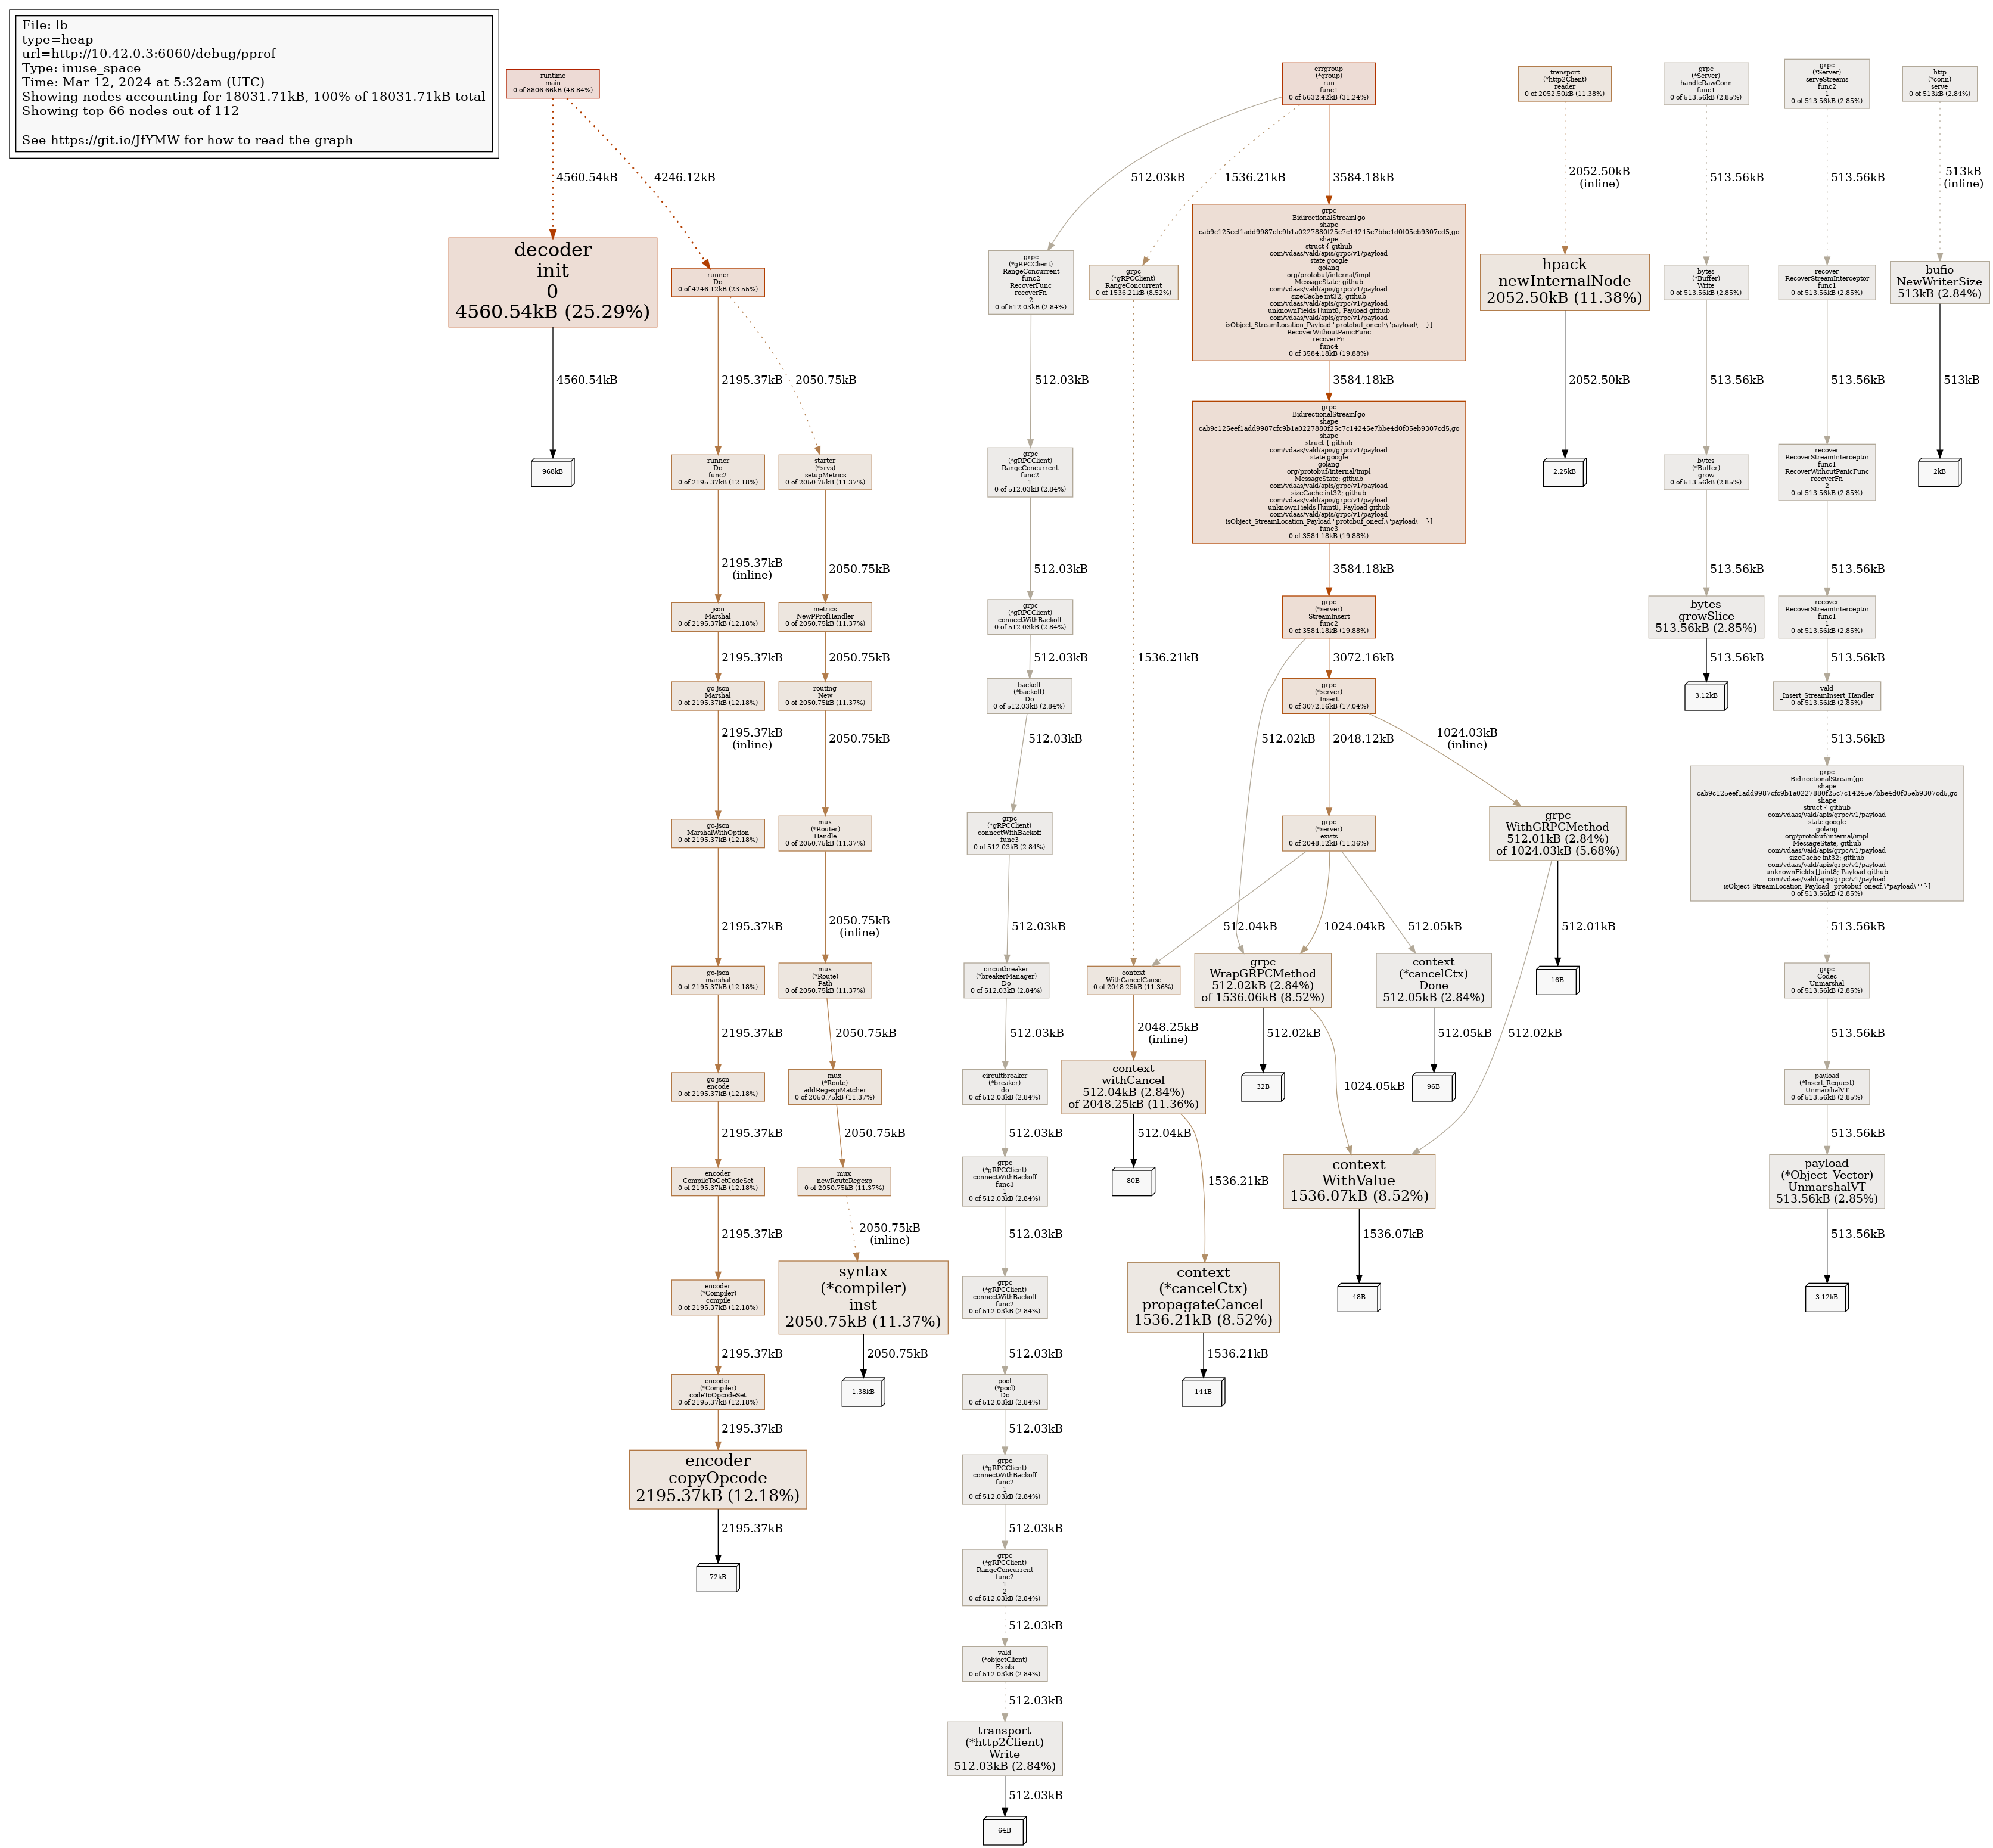 File: lb
type=heap
url=http://10.42.0.3:6060/debug/pprof
Type: inuse_space
Time: Mar 12, 2024 at 5:32am (UTC)
Showing nodes accounting for 18031.71kB, 100% of 18031.71kB total
Showing top 66 nodes out of 112
See https://git.io/JfYMW for how to read the graph
runtime
main
0 of 8806.66kB (48.84%)
4560.54kB
4246.12kB
decoder
init
0
4560.54kB (25.29%)
4560.54kB
968kB
runner
Do
0 of 4246.12kB (23.55%)
2195.37kB
2050.75kB
runner
Do
func2
0 of 2195.37kB (12.18%)
2195.37kB
(inline)
json
Marshal
0 of 2195.37kB (12.18%)
2195.37kB
go-json
Marshal
0 of 2195.37kB (12.18%)
2195.37kB
(inline)
go-json
MarshalWithOption
0 of 2195.37kB (12.18%)
2195.37kB
go-json
marshal
0 of 2195.37kB (12.18%)
2195.37kB
go-json
encode
0 of 2195.37kB (12.18%)
2195.37kB
encoder
CompileToGetCodeSet
0 of 2195.37kB (12.18%)
2195.37kB
encoder
(*Compiler)
compile
0 of 2195.37kB (12.18%)
2195.37kB
encoder
(*Compiler)
codeToOpcodeSet
0 of 2195.37kB (12.18%)
2195.37kB
encoder
copyOpcode
2195.37kB (12.18%)
2195.37kB
72kB
starter
(*srvs)
setupMetrics
0 of 2050.75kB (11.37%)
2050.75kB
metrics
NewPProfHandler
0 of 2050.75kB (11.37%)
2050.75kB
routing
New
0 of 2050.75kB (11.37%)
2050.75kB
mux
(*Router)
Handle
0 of 2050.75kB (11.37%)
2050.75kB
(inline)
mux
(*Route)
Path
0 of 2050.75kB (11.37%)
2050.75kB
mux
(*Route)
addRegexpMatcher
0 of 2050.75kB (11.37%)
2050.75kB
mux
newRouteRegexp
0 of 2050.75kB (11.37%)
2050.75kB
(inline)
syntax
(*compiler)
inst
2050.75kB (11.37%)
2050.75kB
1.38kB
errgroup
(*group)
run
func1
0 of 5632.42kB (31.24%)
512.03kB
1536.21kB
3584.18kB
grpc
(*gRPCClient)
RangeConcurrent
func2
RecoverFunc
recoverFn
2
0 of 512.03kB (2.84%)
512.03kB
grpc
(*gRPCClient)
RangeConcurrent
func2
1
0 of 512.03kB (2.84%)
512.03kB
grpc
(*gRPCClient)
connectWithBackoff
0 of 512.03kB (2.84%)
512.03kB
backoff
(*backoff)
Do
0 of 512.03kB (2.84%)
512.03kB
grpc
(*gRPCClient)
connectWithBackoff
func3
0 of 512.03kB (2.84%)
512.03kB
circuitbreaker
(*breakerManager)
Do
0 of 512.03kB (2.84%)
512.03kB
circuitbreaker
(*breaker)
do
0 of 512.03kB (2.84%)
512.03kB
grpc
(*gRPCClient)
connectWithBackoff
func3
1
0 of 512.03kB (2.84%)
512.03kB
grpc
(*gRPCClient)
connectWithBackoff
func2
0 of 512.03kB (2.84%)
512.03kB
pool
(*pool)
Do
0 of 512.03kB (2.84%)
512.03kB
grpc
(*gRPCClient)
connectWithBackoff
func2
1
0 of 512.03kB (2.84%)
512.03kB
grpc
(*gRPCClient)
RangeConcurrent
func2
1
2
0 of 512.03kB (2.84%)
512.03kB
vald
(*objectClient)
Exists
0 of 512.03kB (2.84%)
512.03kB
transport
(*http2Client)
Write
512.03kB (2.84%)
512.03kB
64B
grpc
(*gRPCClient)
RangeConcurrent
0 of 1536.21kB (8.52%)
1536.21kB
grpc
BidirectionalStream[go
shape
cab9c125eef1add9987cfc9b1a0227880f25c7c14245e7bbe4d0f05eb9307cd5,go
shape
struct { github
com/vdaas/vald/apis/grpc/v1/payload
state google
golang
org/protobuf/internal/impl
MessageState; github
com/vdaas/vald/apis/grpc/v1/payload
sizeCache int32; github
com/vdaas/vald/apis/grpc/v1/payload
unknownFields []uint8; Payload github
com/vdaas/vald/apis/grpc/v1/payload
isObject_StreamLocation_Payload "protobuf_oneof:\"payload\"" }]
RecoverWithoutPanicFunc
recoverFn
func4
0 of 3584.18kB (19.88%)
3584.18kB
grpc
BidirectionalStream[go
shape
cab9c125eef1add9987cfc9b1a0227880f25c7c14245e7bbe4d0f05eb9307cd5,go
shape
struct { github
com/vdaas/vald/apis/grpc/v1/payload
state google
golang
org/protobuf/internal/impl
MessageState; github
com/vdaas/vald/apis/grpc/v1/payload
sizeCache int32; github
com/vdaas/vald/apis/grpc/v1/payload
unknownFields []uint8; Payload github
com/vdaas/vald/apis/grpc/v1/payload
isObject_StreamLocation_Payload "protobuf_oneof:\"payload\"" }]
func3
0 of 3584.18kB (19.88%)
3584.18kB
grpc
(*server)
StreamInsert
func2
0 of 3584.18kB (19.88%)
512.02kB
3072.16kB
grpc
(*server)
Insert
0 of 3072.16kB (17.04%)
2048.12kB
1024.03kB
(inline)
grpc
(*server)
exists
0 of 2048.12kB (11.36%)
512.04kB
1024.04kB
512.05kB
grpc
WithGRPCMethod
512.01kB (2.84%)
of 1024.03kB (5.68%)
512.01kB
16B
512.02kB
context
WithCancelCause
0 of 2048.25kB (11.36%)
2048.25kB
(inline)
context
withCancel
512.04kB (2.84%)
of 2048.25kB (11.36%)
512.04kB
80B
1536.21kB
context
(*cancelCtx)
propagateCancel
1536.21kB (8.52%)
1536.21kB
144B
grpc
WrapGRPCMethod
512.02kB (2.84%)
of 1536.06kB (8.52%)
512.02kB
32B
1024.05kB
context
(*cancelCtx)
Done
512.05kB (2.84%)
512.05kB
96B
context
WithValue
1536.07kB (8.52%)
1536.07kB
48B
transport
(*http2Client)
reader
0 of 2052.50kB (11.38%)
2052.50kB
(inline)
hpack
newInternalNode
2052.50kB (11.38%)
2052.50kB
2.25kB
grpc
(*Server)
handleRawConn
func1
0 of 513.56kB (2.85%)
513.56kB
bytes
(*Buffer)
Write
0 of 513.56kB (2.85%)
513.56kB
bytes
(*Buffer)
grow
0 of 513.56kB (2.85%)
513.56kB
bytes
growSlice
513.56kB (2.85%)
513.56kB
3.12kB
grpc
(*Server)
serveStreams
func2
1
0 of 513.56kB (2.85%)
513.56kB
recover
RecoverStreamInterceptor
func1
0 of 513.56kB (2.85%)
513.56kB
recover
RecoverStreamInterceptor
func1
RecoverWithoutPanicFunc
recoverFn
2
0 of 513.56kB (2.85%)
513.56kB
recover
RecoverStreamInterceptor
func1
1
0 of 513.56kB (2.85%)
513.56kB
vald
_Insert_StreamInsert_Handler
0 of 513.56kB (2.85%)
513.56kB
grpc
BidirectionalStream[go
shape
cab9c125eef1add9987cfc9b1a0227880f25c7c14245e7bbe4d0f05eb9307cd5,go
shape
struct { github
com/vdaas/vald/apis/grpc/v1/payload
state google
golang
org/protobuf/internal/impl
MessageState; github
com/vdaas/vald/apis/grpc/v1/payload
sizeCache int32; github
com/vdaas/vald/apis/grpc/v1/payload
unknownFields []uint8; Payload github
com/vdaas/vald/apis/grpc/v1/payload
isObject_StreamLocation_Payload "protobuf_oneof:\"payload\"" }]
0 of 513.56kB (2.85%)
513.56kB
grpc
Codec
Unmarshal
0 of 513.56kB (2.85%)
513.56kB
payload
(*Insert_Request)
UnmarshalVT
0 of 513.56kB (2.85%)
513.56kB
payload
(*Object_Vector)
UnmarshalVT
513.56kB (2.85%)
513.56kB
3.12kB
http
(*conn)
serve
0 of 513kB (2.84%)
513kB
(inline)
bufio
NewWriterSize
513kB (2.84%)
513kB
2kB